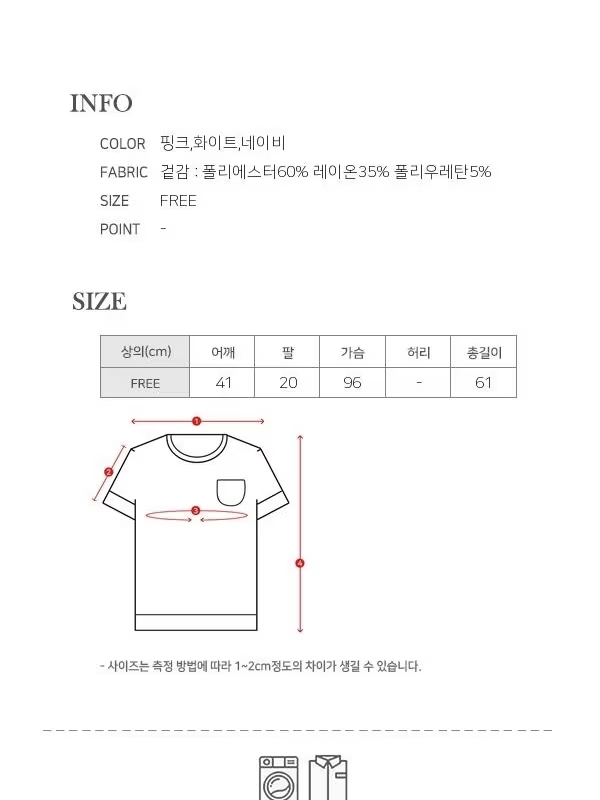 INFO
COLOR 핑크,화이트,네이비
FABRIC 겉감 : 폴리에스터60% 레이온35% 폴리우레탄5%
SIZE FREE
POINT -
SIZE
상의(cm) 어깨 팔 가슴 허리 총길이
FREE 41 20 96 - 61
1
2
3
4
- 사이즈는 측정 방법에 따라 1~2cm정도의 차이가 생길 수 있습니다.